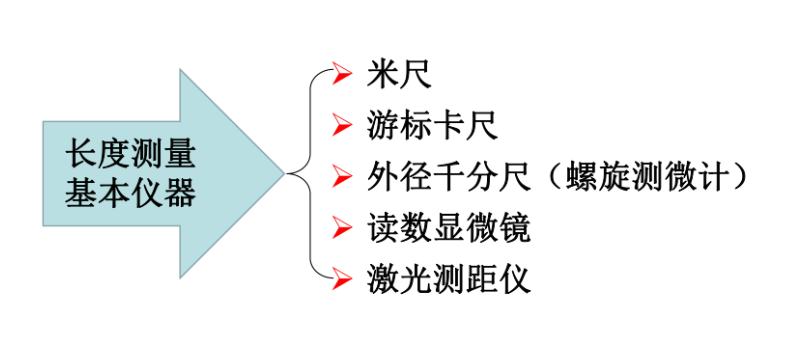 长度测量
基本仪器
米尺
游标卡尺
外径千分尺（螺旋测微计）
读数显微镜
激光测距仪